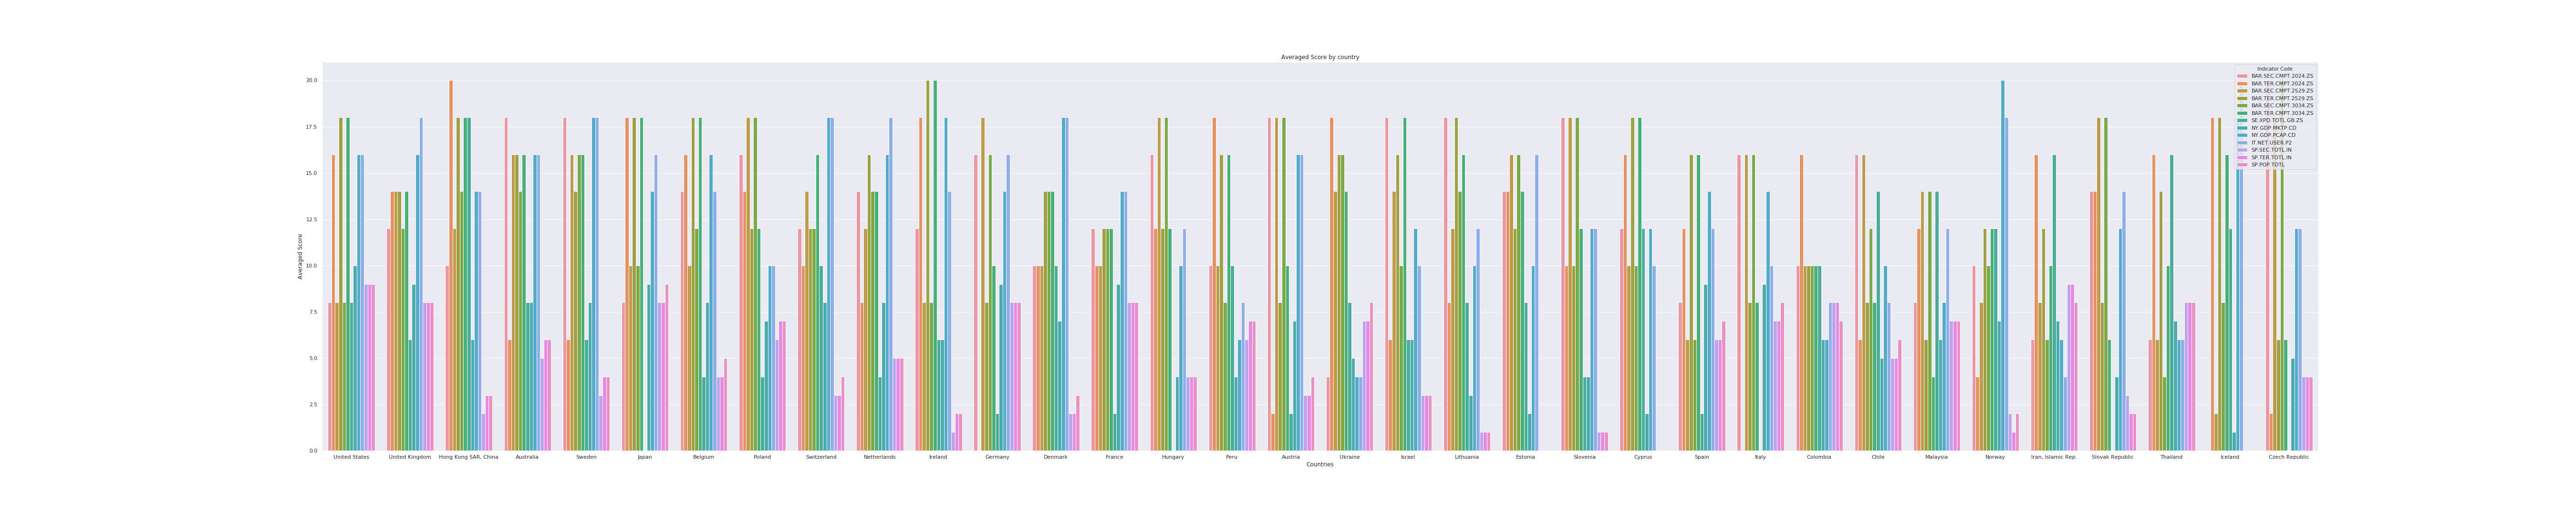 Averaged Score by country
Averaged Score
20.0
17.5
15.0
12.5
10.0
7.5
5.0
2.5
0.0
Indicator Code
BAR.SEC.CMPT.2024.ZS
BAR.TER.CMPT.2024.ZS
BAR.SEC.CMPT.2529.ZS
BAR.TER.CMPT.2529.ZS
BAR.SEC.CMPT.3034.ZS
BAR.TER.CMPT.3034.ZS
SE.XPD.TOTL.GB.ZS
NY.GDP.MKTP.CD
NY.GDP.PCAP.CD
IT.NET.USER.P2
SP.SEC.TOTL.IN
SP.TER.TOTL.IN
SP.POP.TOTL
United States United Kingdom Hong Kong SAR, China Australia Sweden Japan Belgium Poland Switzerland Netherlands Ireland Germany Denmark France Hungary Peru Austria Ukraine Israel Lithuania Estonia Slovenia Cyprus Spain Italy Colombia Chile Malaysia Norway Iran, Islamic Rep. Slovak Republic Thailand Iceland Czech Republic
Countries